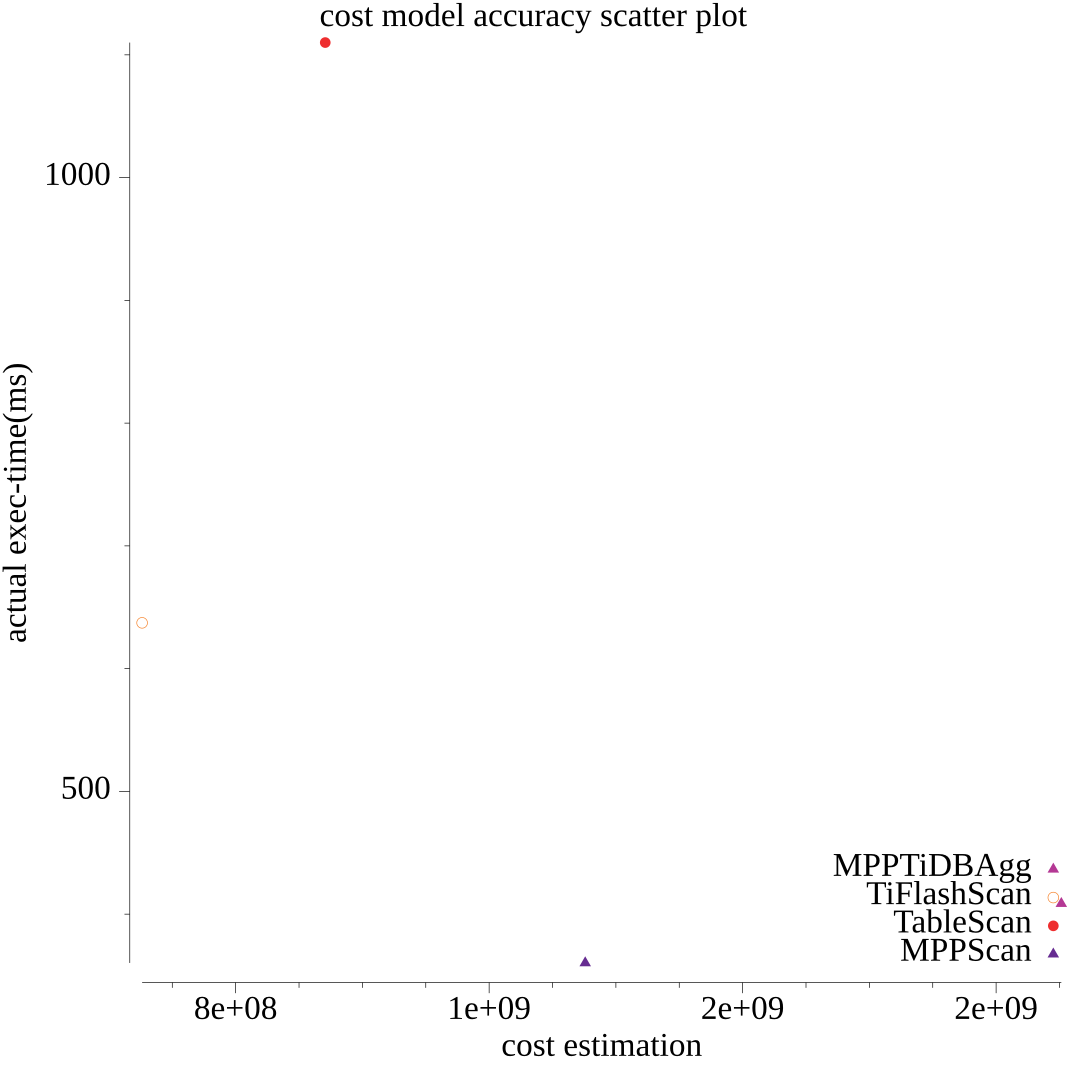 cost model accuracy scatter plot
1000
actual exec-time(ms)
500
MPPTiDBAgg
TiFlashScan
TableScan
MPPScan
8e+08 1e+09 2e+09 2e+09
cost estimation